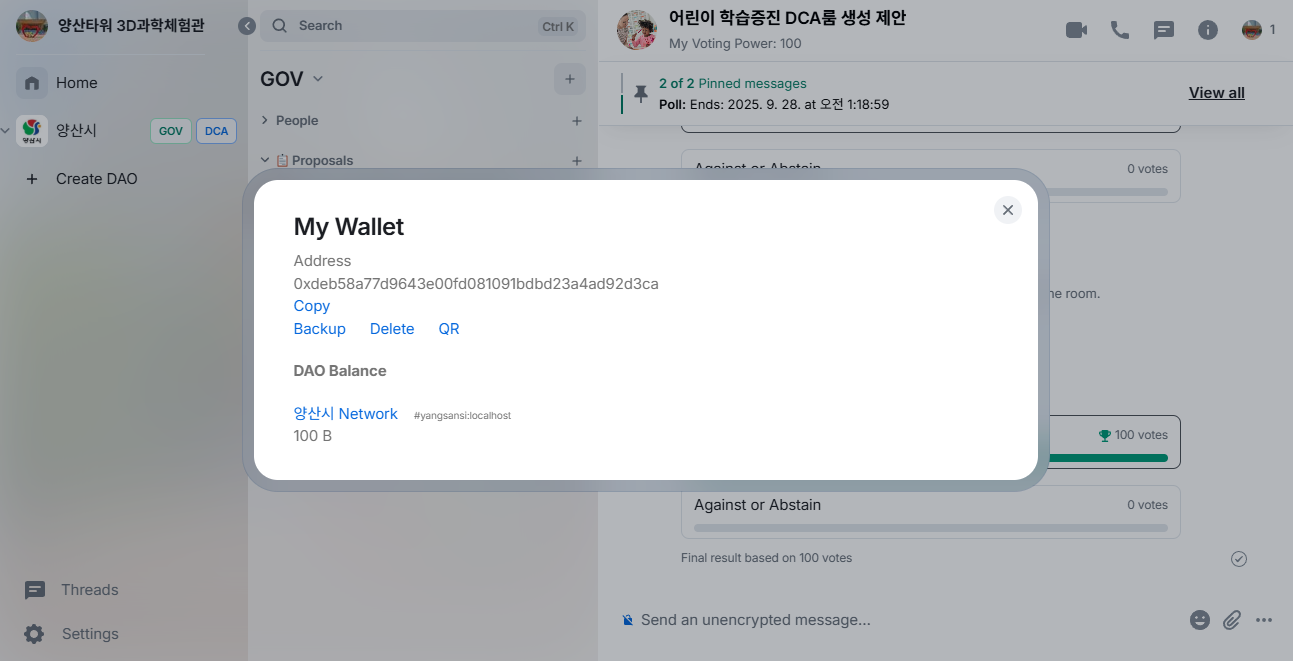 양산타워 3D과학체험관
Home
양산시
양산시 GOV DCA
Create DAO
Threads
Settings
Search Ctrl K
GOV
People
📋Proposals
어린이 학습증진 DCA룸 생성 제안
My Voting Power: 100
1
2 of 2 Pinned messages
Poll: Ends: 2025. 9. 28. at 오전 1:18:59
View all
Against or Abstain 0 votes
room.
100 votes
Against or Abstain 0 votes
Final result based on 100 votes
Send an unencrypted message...
My Wallet
Address
0xdeb58a77d9643e00fd081091bdbd23a4ad92d3ca
Copy
Backup Delete QR
DAO Balance
양산시 Network #yangsansi:localhost
100 B